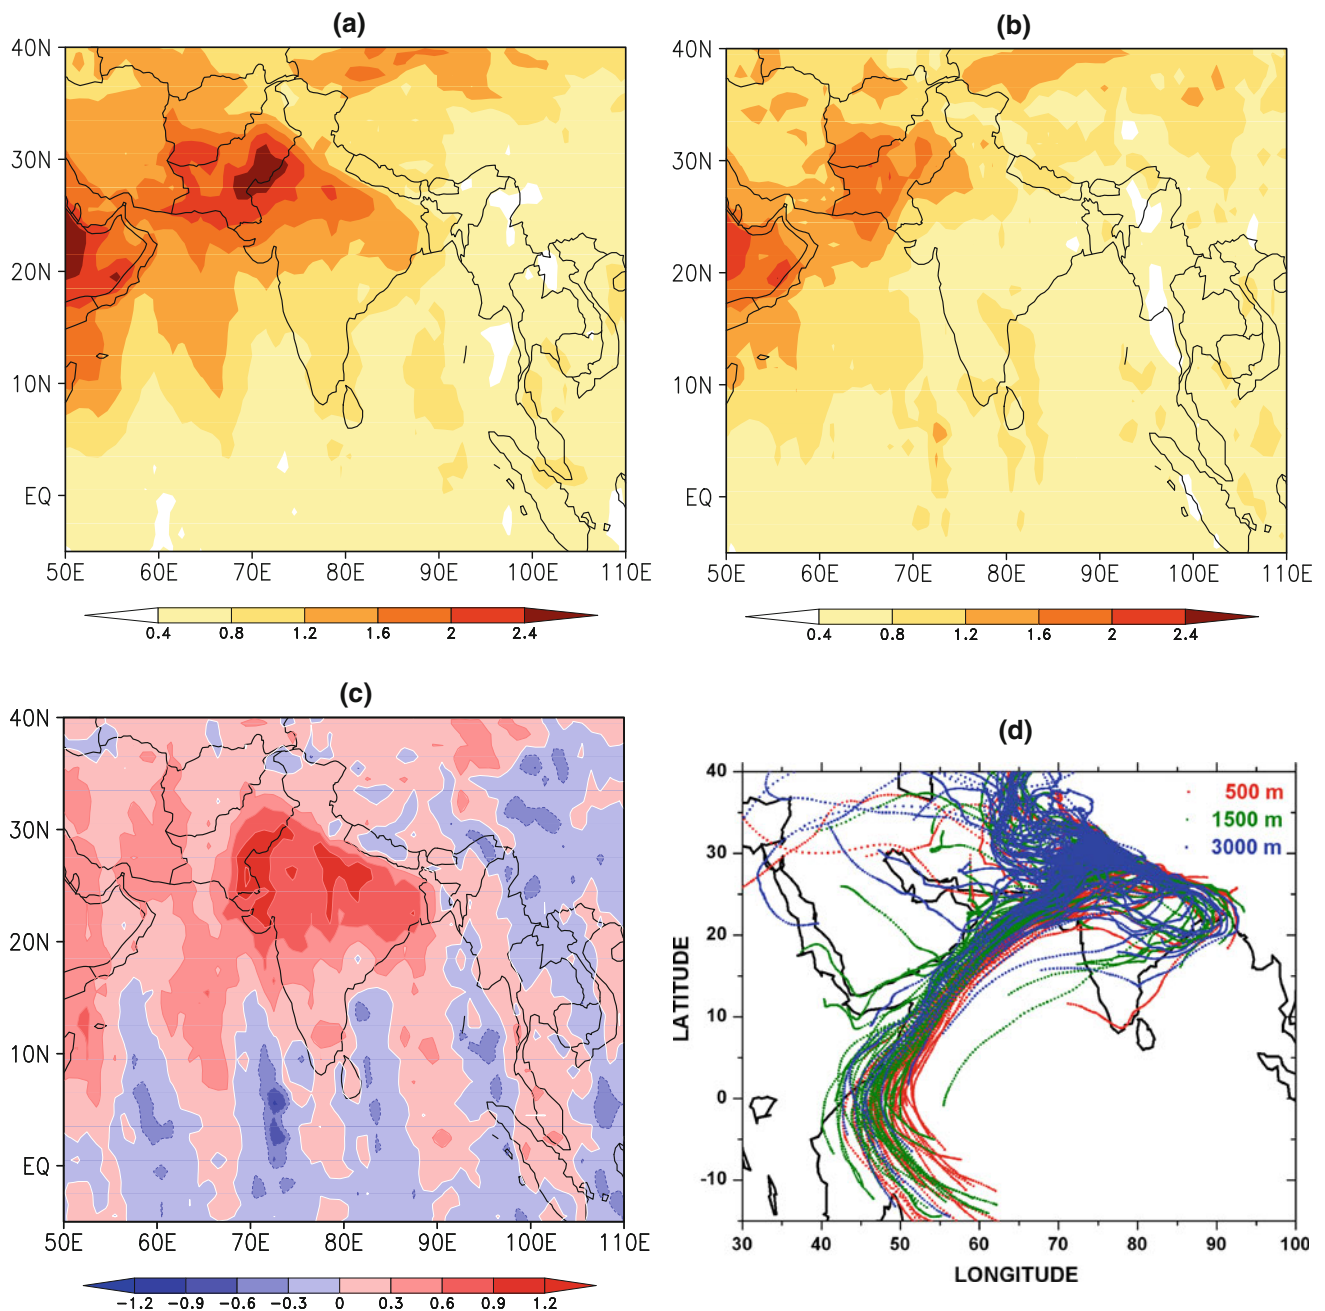 (a)
40N
30N
20N
10N
EQ
50E 60E 70E 80E 90E 100E 110E
0.4 0.8 1.2 1.6 2 2.4
(b)
40N
30N
20N
10N
EQ
50E 60E 70E 80E 90E 100E 110E
0.4 0.8 1.2 1.6 2 2.4
(c)
40N
30N
20N
10N
EQ
50E 60E 70E 80E 90E 100E 110E
−1.2 −0.9 −0.6 −0.3 0 0.3 0.6 0.9 1.2
(d)
500 m
1500 m
3000 m
LATITUDE
40
30
20
10
0
-10
30 40 50 60 70 80 90 100
LONGITUDE